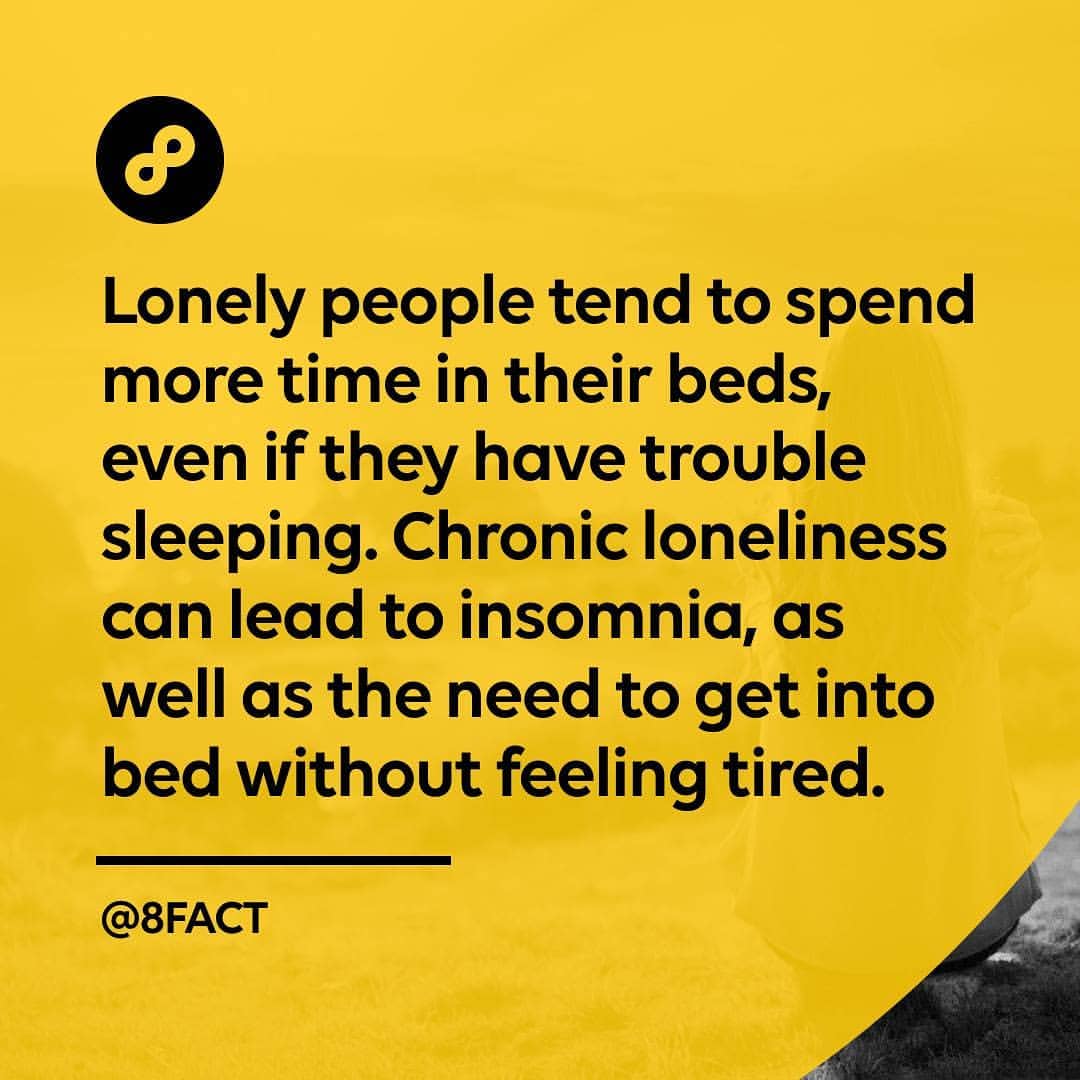 Lonely people tend to spend
more time in their beds,
even if they have trouble
sleeping. Chronic loneliness
can lead to insomnia, as
well as the need to get into
bed without feeling tired.
@8FACT